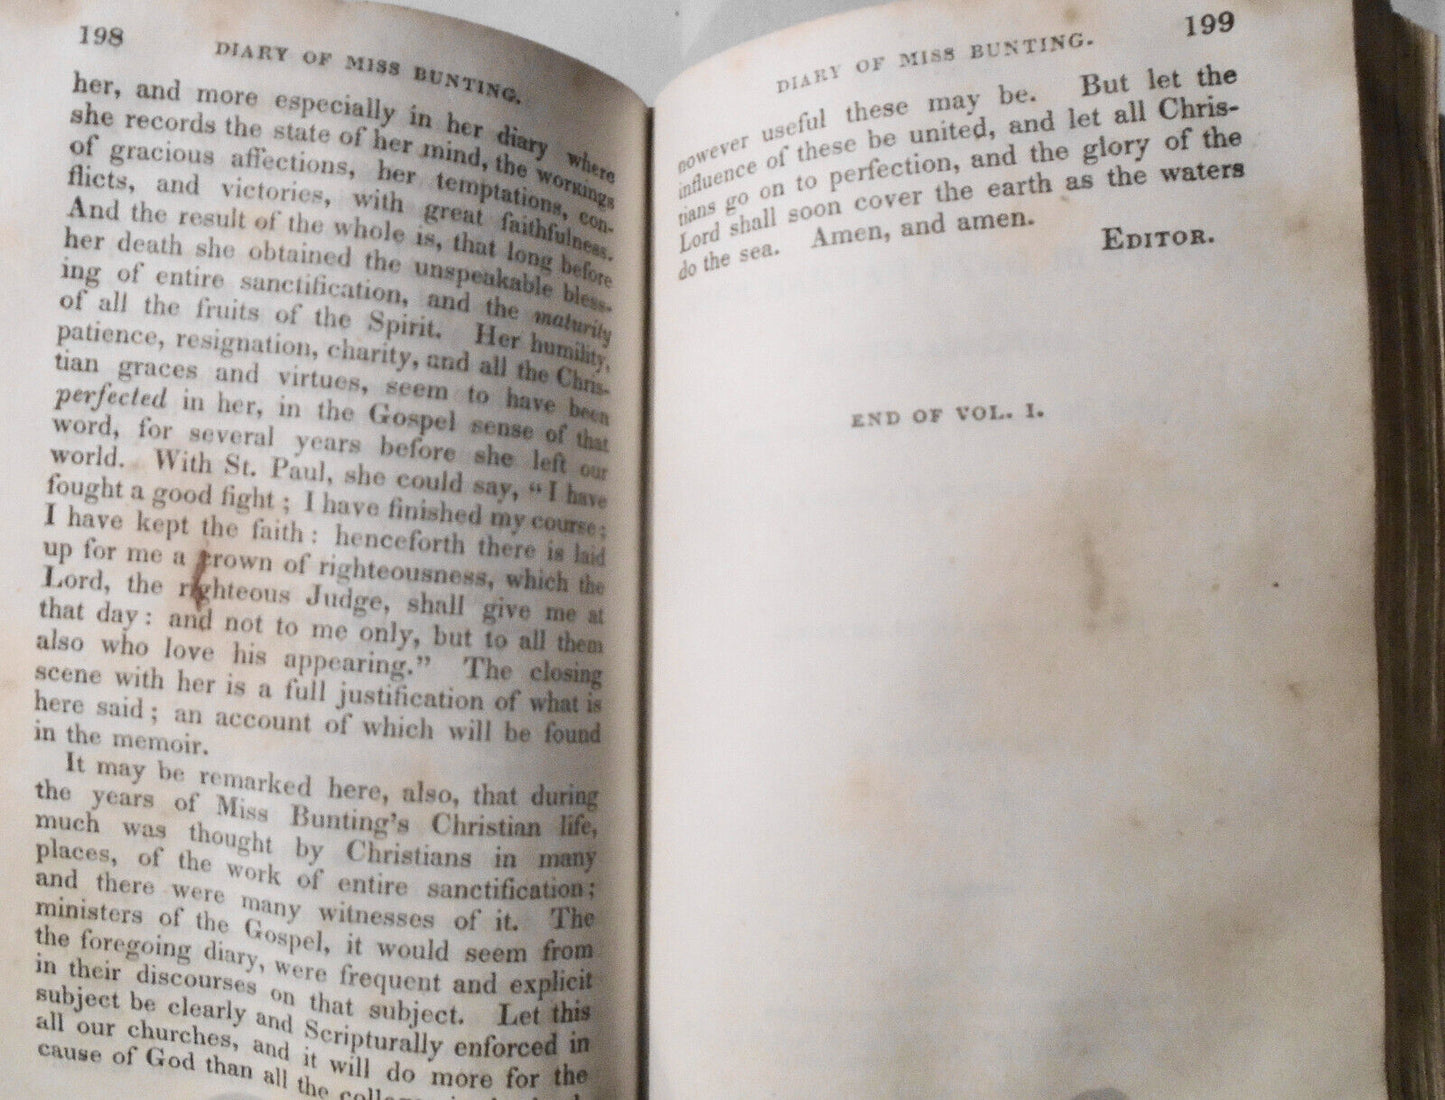 198
DIARY OF MISS BUNTING.
her, and more especially in her diary where
she records the state of her mind, the workings
of gracious affections, her temptations, con-
flicts, and victories, with great faithfulness.
And the result of the whole is, that long before
her death she obtained the unspeakable bless-
ing of entire sanctification, and the maturity
of all the fruits of the Spirit. Her humility,
patience, resignation, charity, and all the Chris-
tian graces and virtues, seem to have been
perfected in her, in the Gospel sense of that
word, for several years before she left our
world. With St. Paul, she could say, "I have
fought a good fight; I have finished my course;
I have kept the faith: henceforth there is laid
up for me a crown of righteousness, which the
Lord, the righteous Judge, shall give me at
that day: and not to me only, but to all them
also who love his appearing." The closing
scene with her is a full justification of what is
here said; an account of which will be found
in the memoir.
It may be remarked here, also, that during
the years of Miss Bunting's Christian life,
much was thought by Christians in many
places, of the work of entire sanctification;
and there were many witnesses of it. The
ministers of the Gospel, it would seem from
the foregoing diary, were frequent and explicit
in their discourses on that subject. Let this
subject be clearly and Scripturally enforced in
all our churches, and it will do more for the
cause of God than all the
DIARY OF MISS BUNTING.
199
however useful these may be. But let the
influence of these be united, and let all Chris-
tians go on to perfection, and the glory of the
Lord shall soon cover the earth as the waters
do the sea. Amen, and amen.
EDITOR.
END OF VOL. I.